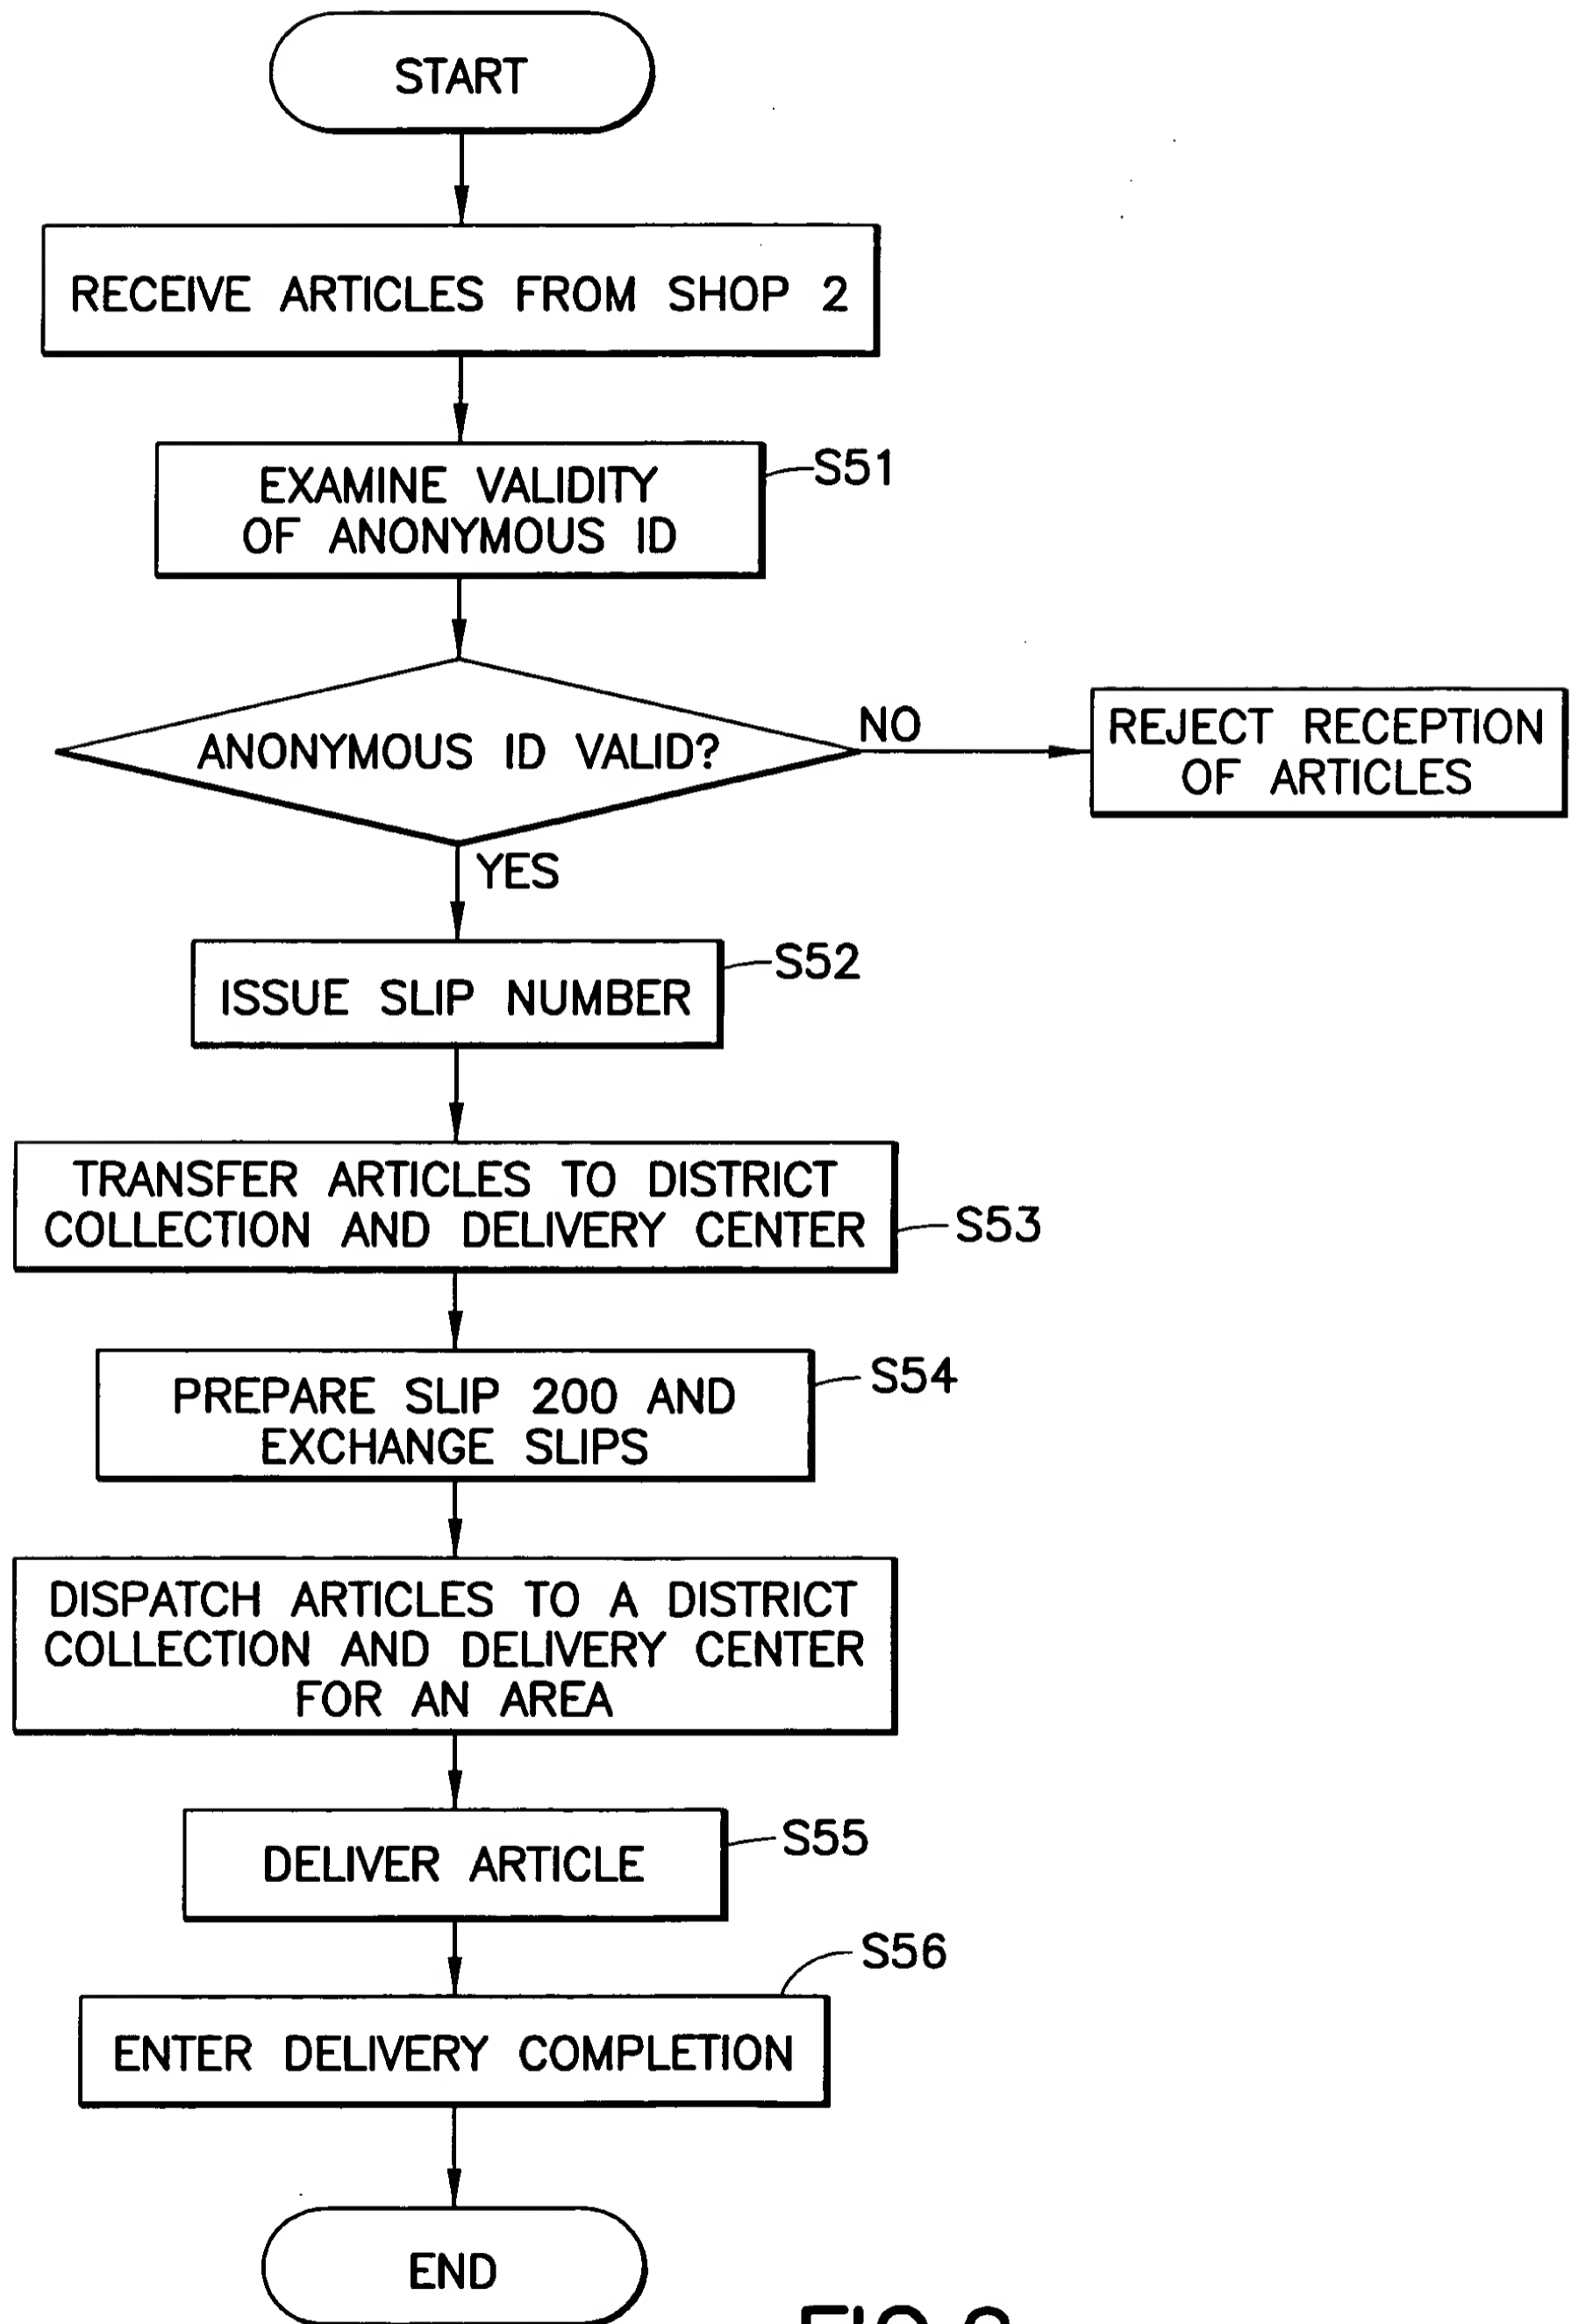 START
RECEIVE ARTICLES FROM SHOP 2
EXAMINE VALIDITY
OF ANONYMOUS ID
S51
ANONYMOUS ID VALID?
NO
REJECT RECEPTION
OF ARTICLES
YES
ISSUE SLIP NUMBER
S52
TRANSFER ARTICLES TO DISTRICT
COLLECTION AND DELIVERY CENTER
S53
PREPARE SLIP 200 AND
EXCHANGE SLIPS
S54
DISPATCH ARTICLES TO A DISTRICT
COLLECTION AND DELIVERY CENTER
FOR AN AREA
DELIVER ARTICLE
S55
ENTER DELIVERY COMPLETION
S56
END